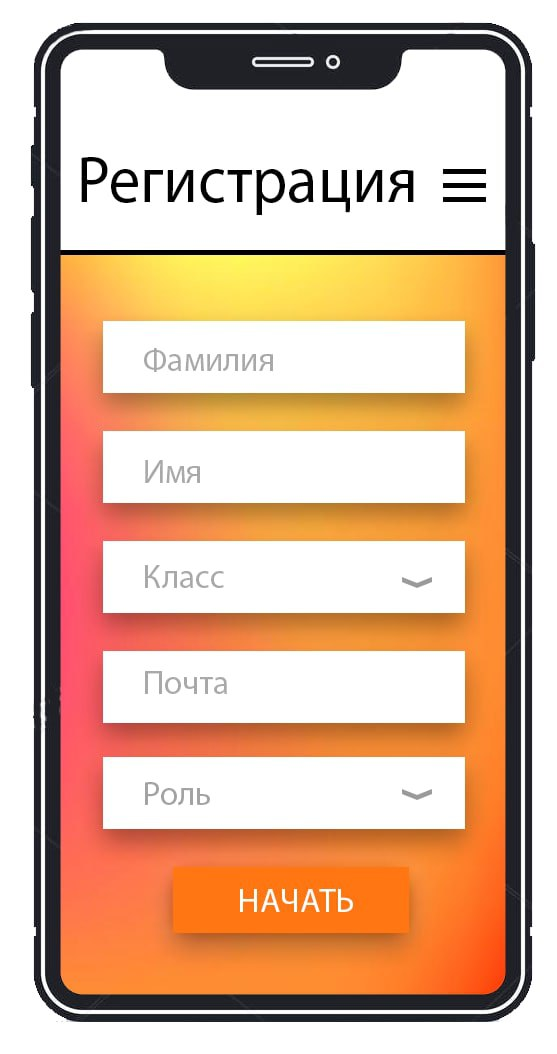 Регистрация
Фамилия
Имя
Класс
Почта
Роль
НАЧАТЬ